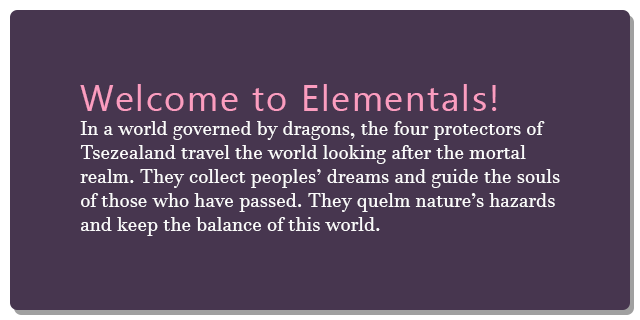 Welcome to Elementals!
In a world governed by dragons, the four protectors of
Tsezealand travel the world looking after the mortal
realm. They collect peoples’ dreams and guide the souls
of those who have passed. They quelm nature’s hazards
and keep the balance of this world.